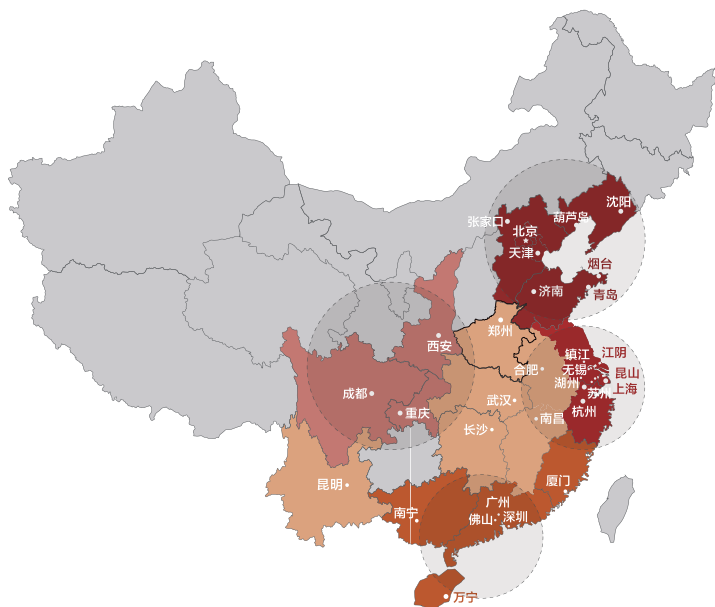 沈阳
葫芦岛
张家口
北京
天津
烟台
济南
青岛
郑州
西安
镇江
江阴
合肥
无锡
昆山
湖州
苏州
上海
成都
武汉
杭州
重庆
南昌
长沙
昆明
厦门
广州
南宁
佛山
深圳
万宁